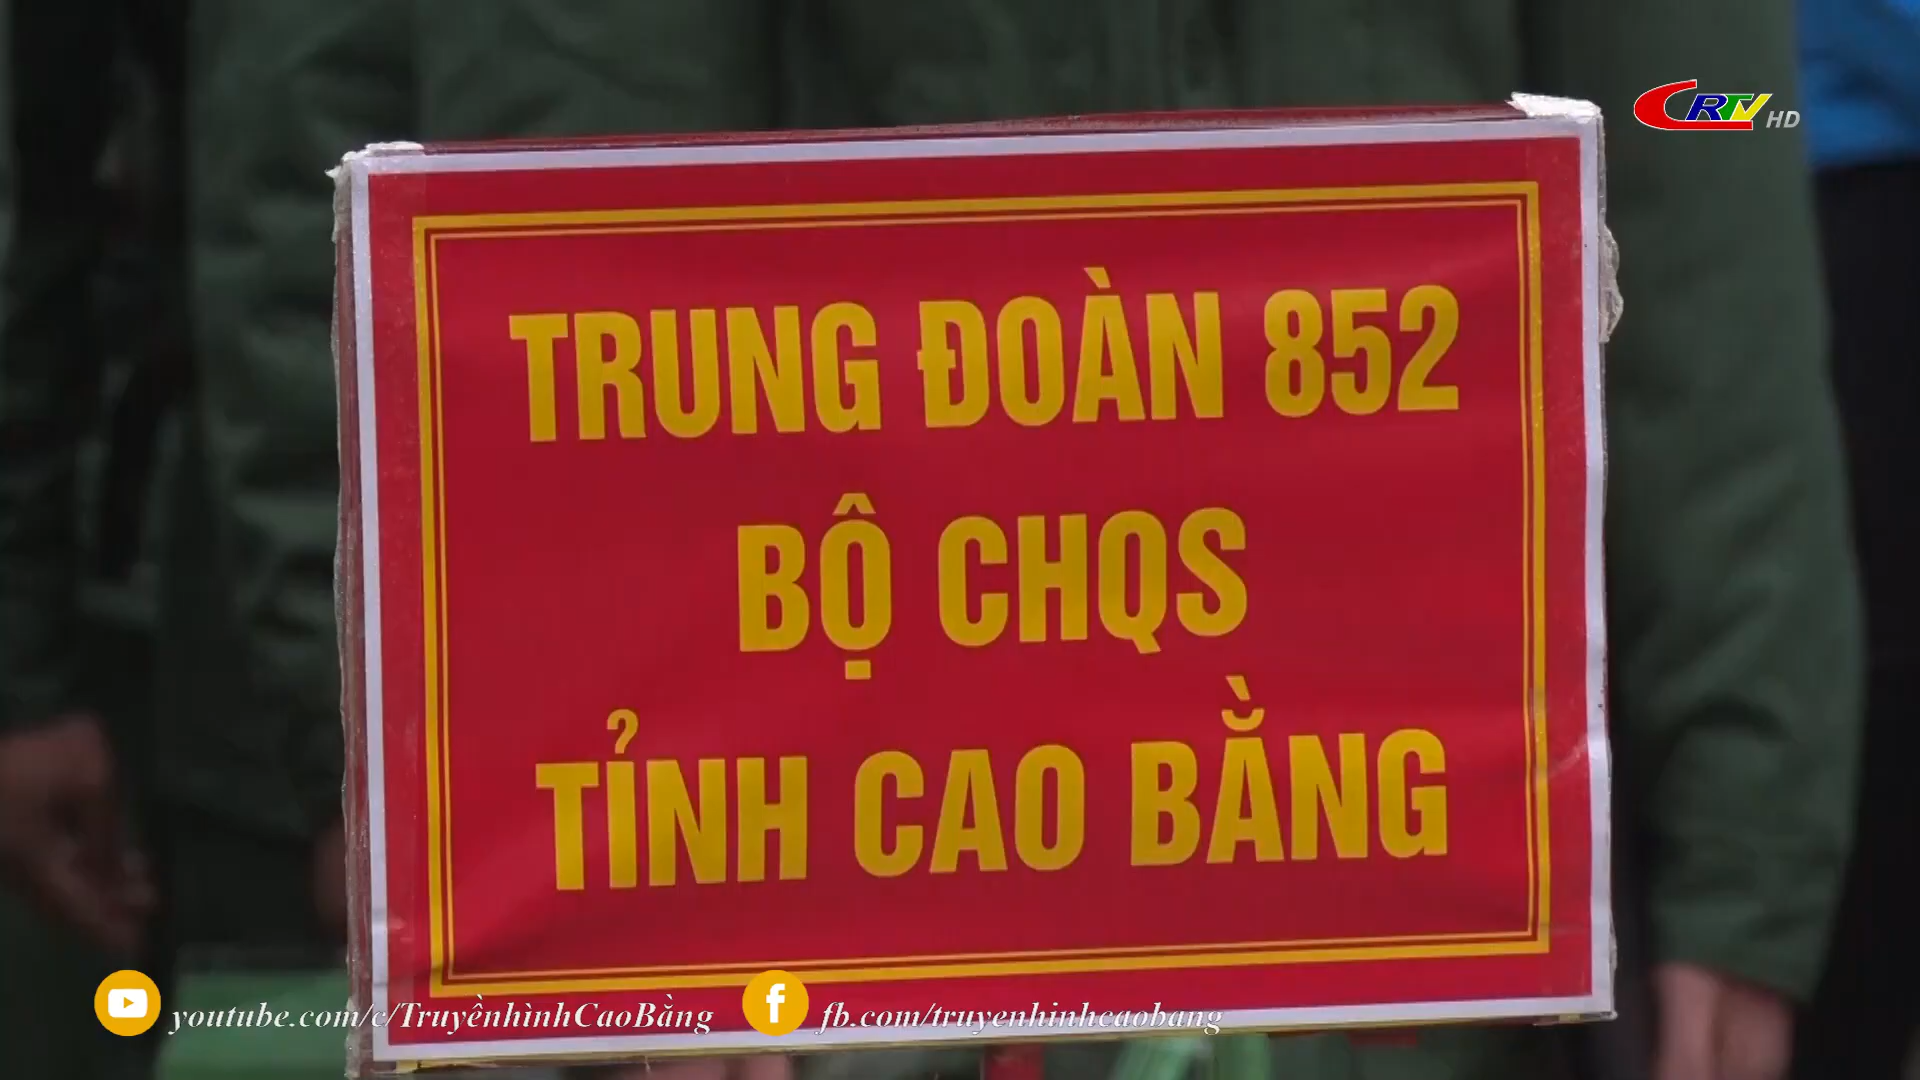 CRTV HD
TRUNG ĐOÀN 852
BỘ CHQS
TỈNH CAO BẰNG
youtube.com/c/TruyềnhìnhCaoBằng
fb.com/truyenhinhcaobang